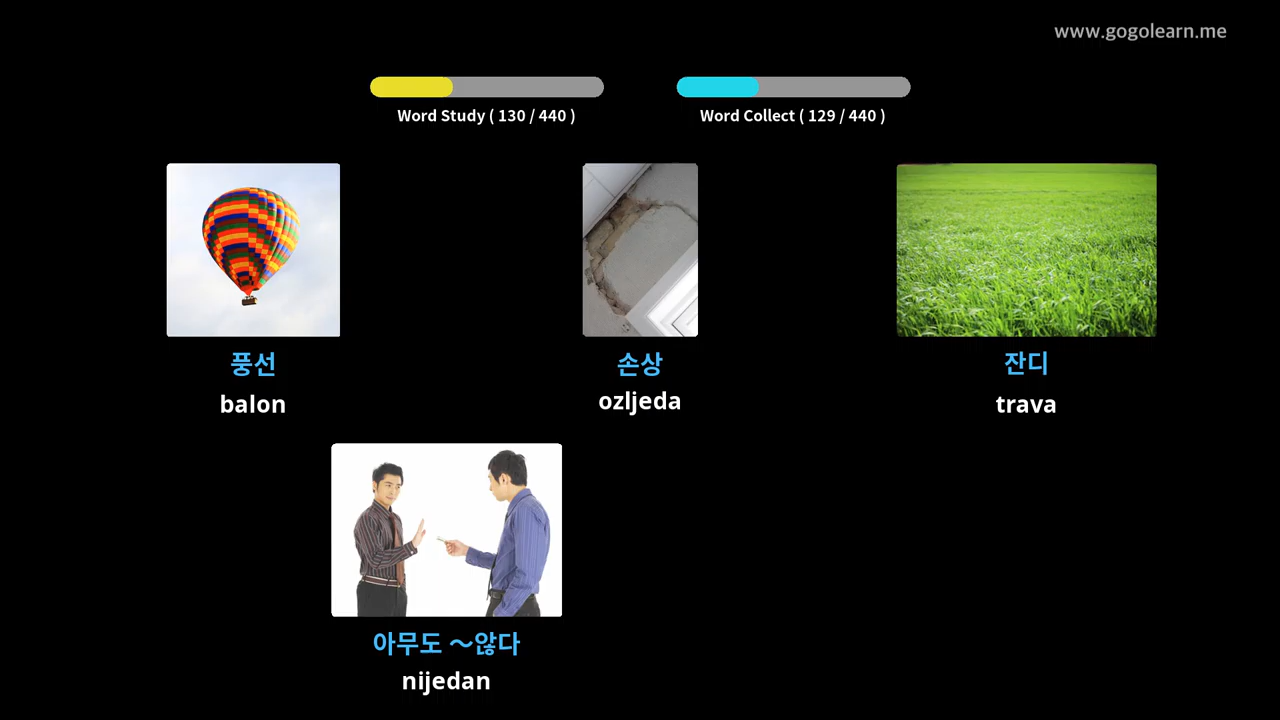 www.gogolearn.me
Word Study ( 130 / 440 )
Word Collect ( 129 / 440 )
풍선
손상
잔디
balon
ozljeda
trava
아무도 ～않다
nijedan